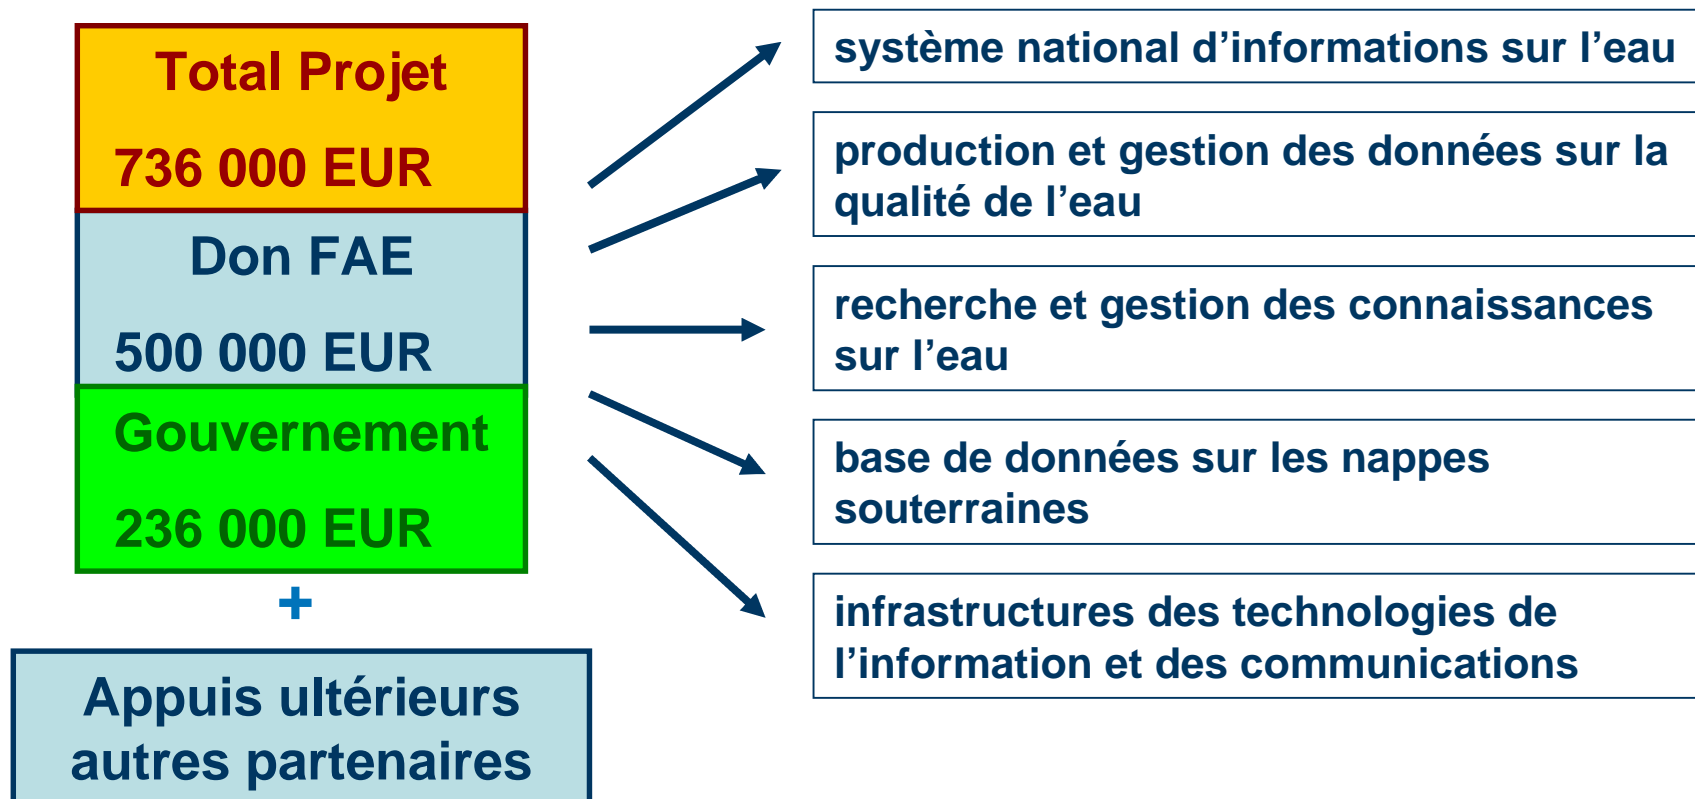 Total Projet
736 000 EUR
Don FAE
500 000 EUR
Gouvernement
236 000 EUR
+
Appuis ultérieurs
autres partenaires
système national d’informations sur l’eau
production et gestion des données sur la
qualité de l’eau
recherche et gestion des connaissances
sur l’eau
base de données sur les nappes
souterraines
infrastructures des technologies de
l’information et des communications